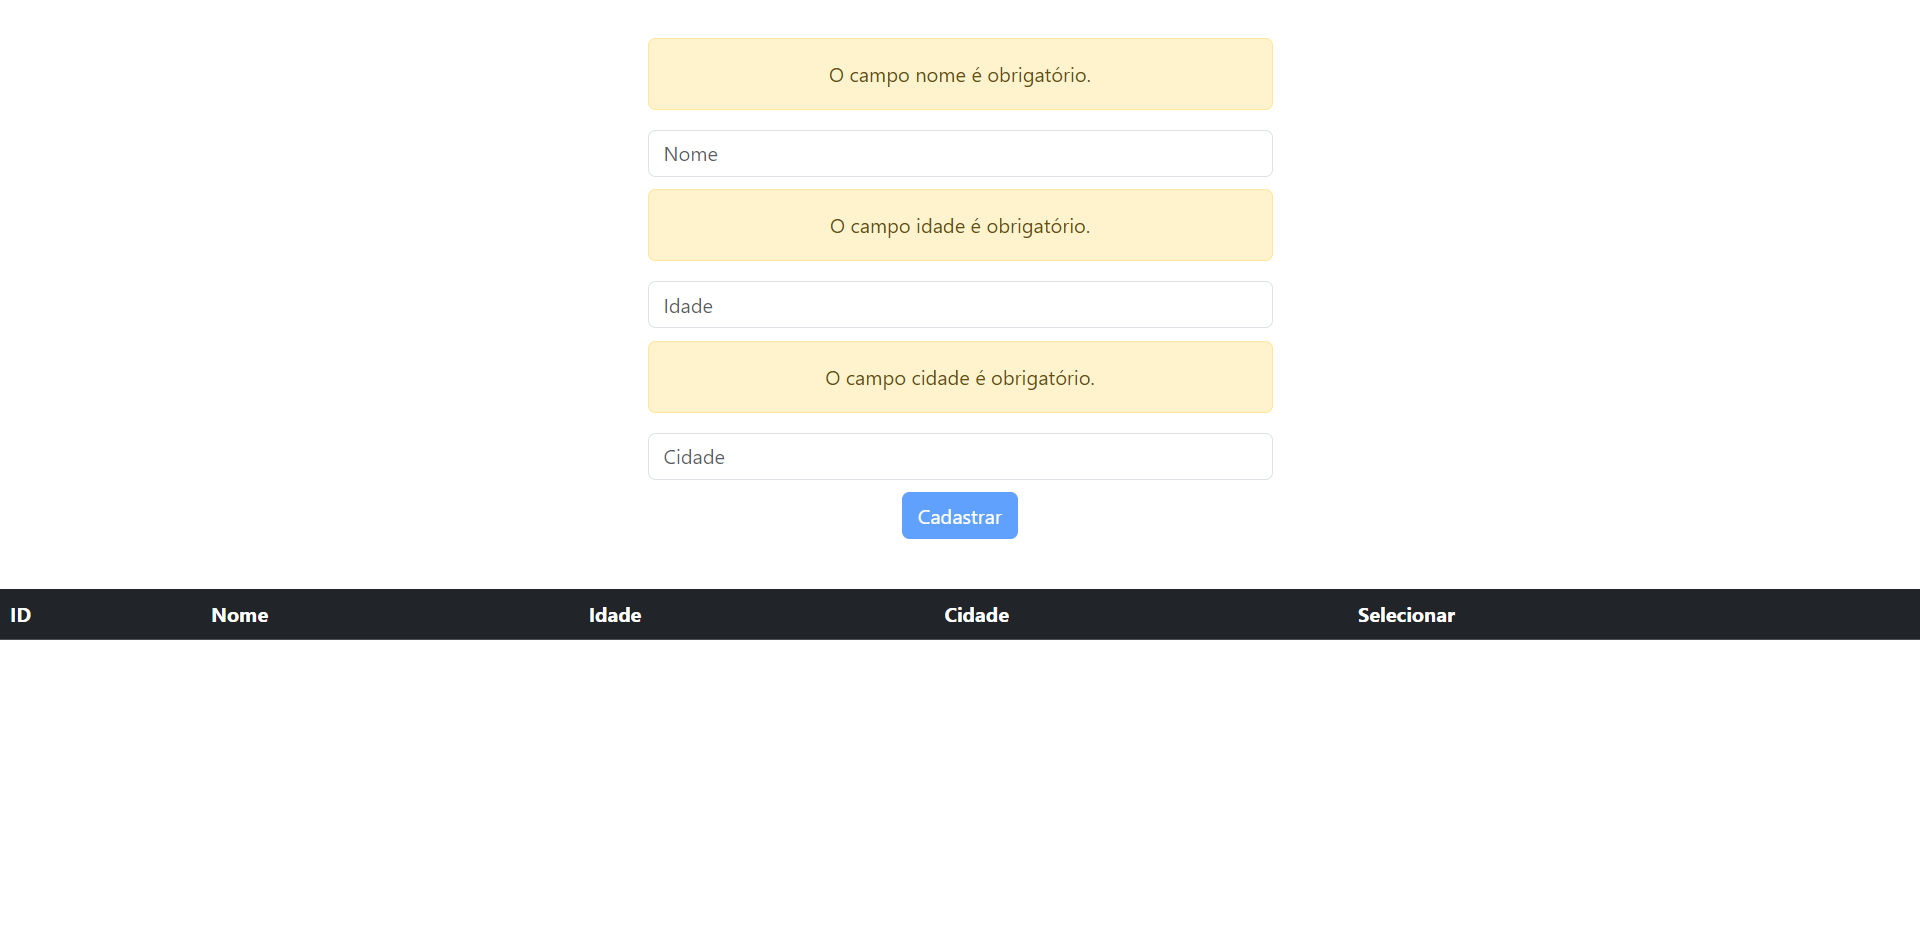 O campo nome é obrigatório.
Nome
O campo idade é obrigatório.
Idade
O campo cidade é obrigatório.
Cidade
Cadastrar
ID Nome Idade Cidade Selecionar